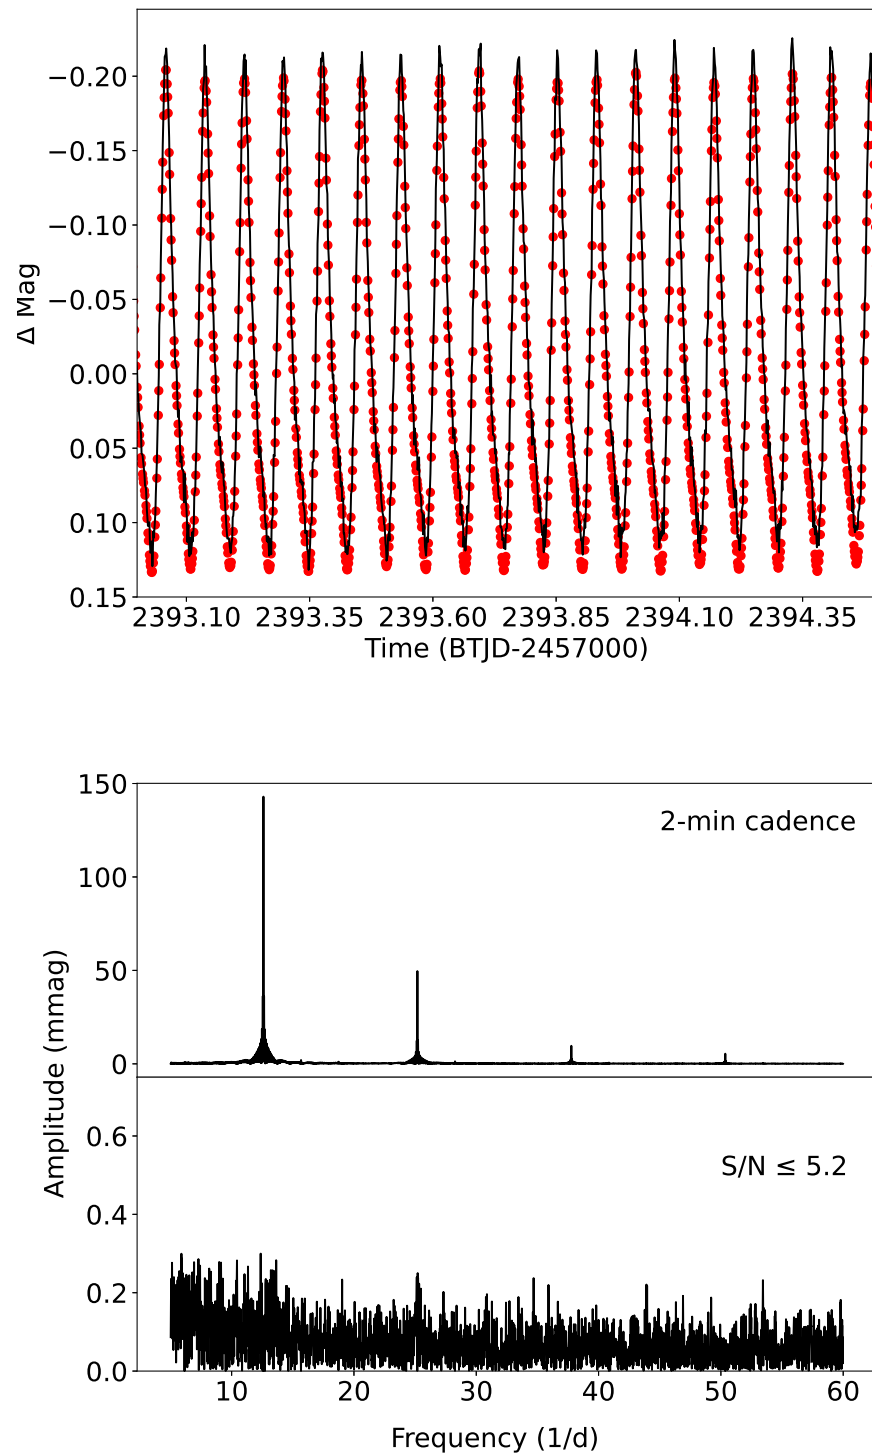 Δ Mag
−0.20
−0.15
−0.10
−0.05
0.00
0.05
0.10
0.15
2393.10 2393.35 2393.60 2393.85 2394.10 2394.35
Time (BTJD-2457000)
Amplitude (mmag)
150
2-min cadence
100
50
0
0.6
S/N ≤ 5.2
0.4
0.2
0.0
10 20 30 40 50 60
Frequency (1/d)